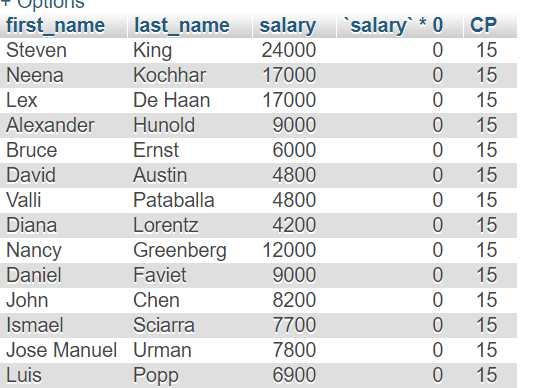 + Options
first_name last_name salary `salary` * 0 CP
Steven King 24000 0 15
Neena Kochhar 17000 0 15
Lex De Haan 17000 0 15
Alexander Hunold 9000 0 15
Bruce Ernst 6000 0 15
David Austin 4800 0 15
Valli Pataballa 4800 0 15
Diana Lorentz 4200 0 15
Nancy Greenberg 12000 0 15
Daniel Faviet 9000 0 15
John Chen 8200 0 15
Ismael Sciarra 7700 0 15
Jose Manuel Urman 7800 0 15
Luis Popp 6900 0 15